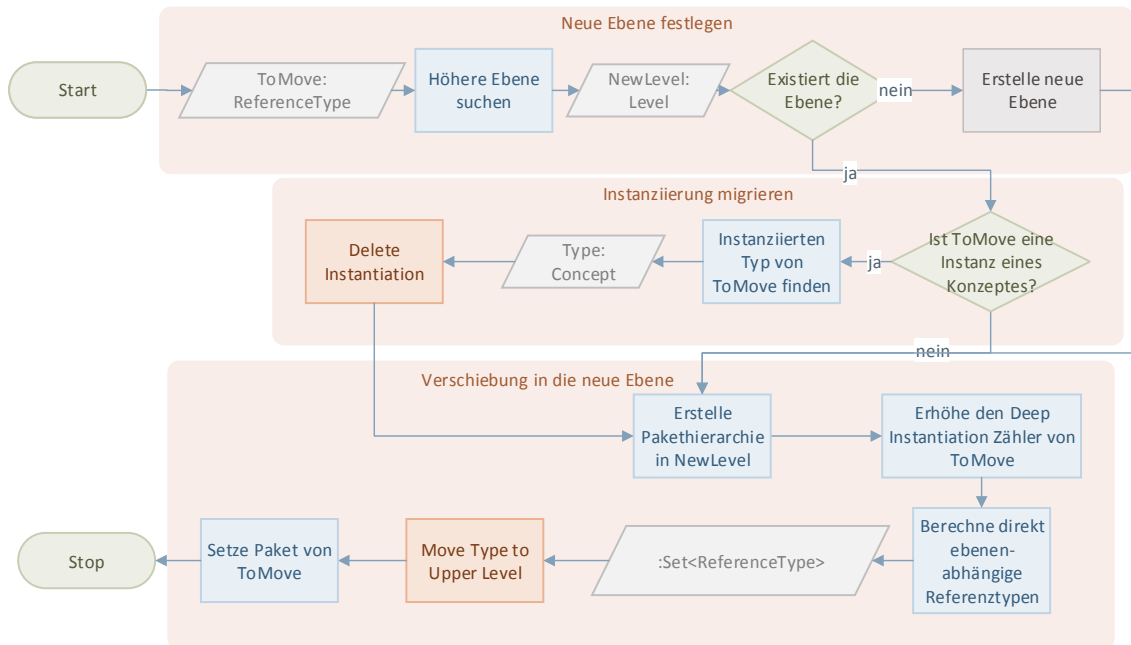 Neue Ebene festlegen
Start
ToMove:
ReferenceType
Höhere Ebene
suchen
NewLevel:
Level
Existiert die
Ebene?
nein
Erstelle neue
Ebene
ja
Instanziierung migrieren
Delete
Instantiation
Type:
Concept
Instanziierten
Typ von
ToMove finden
ja
Ist ToMove eine
Instanz eines
Konzeptes?
nein
Verschiebung in die neue Ebene
Erstelle
Pakethierarchie
in NewLevel
Erhöhe den Deep
Instantiation Zähler von
ToMove
Stop
Setze Paket von
ToMove
Move Type to
Upper Level
:Set<ReferenceType>
Berechne direkt
ebenen-
abhängige
Referenztypen